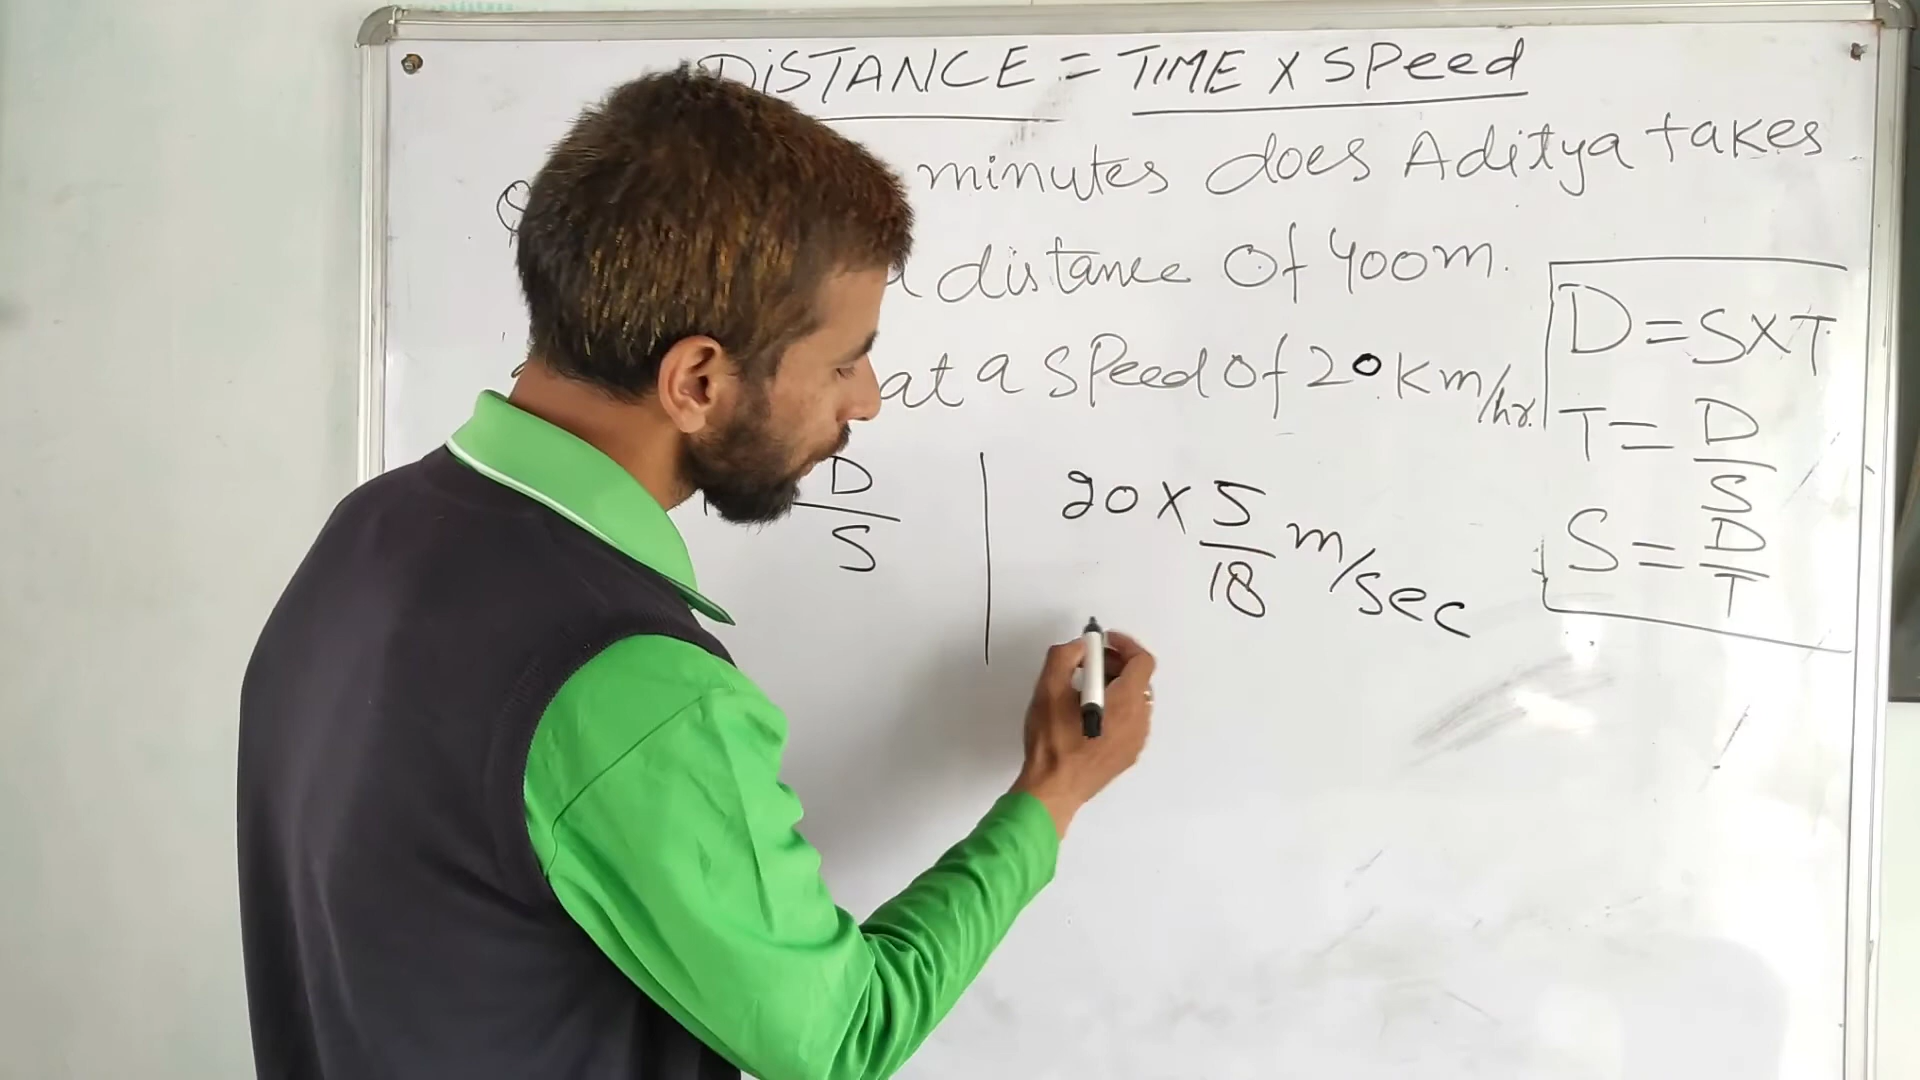 DISTANCE = TIME X SPeed
minutes does Aditya takes
distance Of 400m.
at a speed of 20 Km/hr.
D = S X T
T = D/S
S = D/T
D/S
20 X 5/18 m/sec